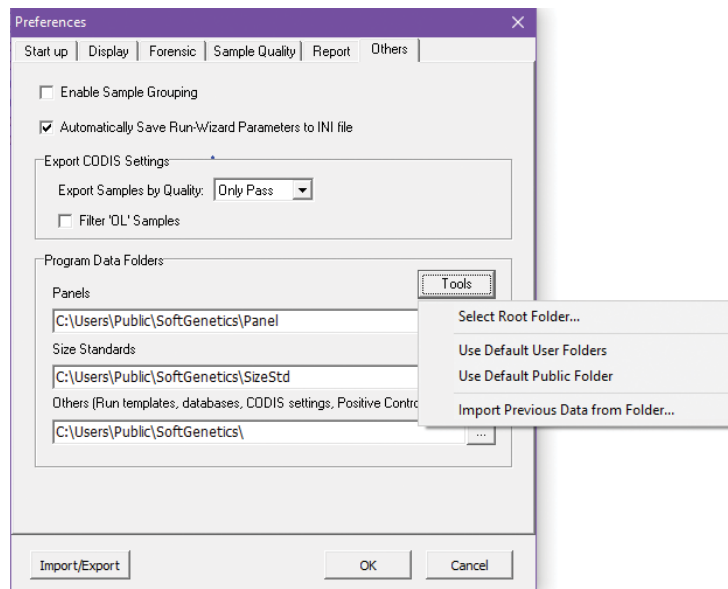 Preferences
Start up Display Forensic Sample Quality Report Others
Enable Sample Grouping
Automatically Save Run-Wizard Parameters to INI file
Export CODIS Settings
Export Samples by Quality: Only Pass
Filter 'OL' Samples
Program Data Folders
Tools
Panels
C:\Users\Public\SoftGenetics\Panel
Size Standards
C:\Users\Public\SoftGenetics\SizeStd
Others (Run templates, databases, CODIS settings, Positive Contro
C:\Users\Public\SoftGenetics\
...
Select Root Folder...
Use Default User Folders
Use Default Public Folder
Import Previous Data from Folder...
Import/Export OK Cancel